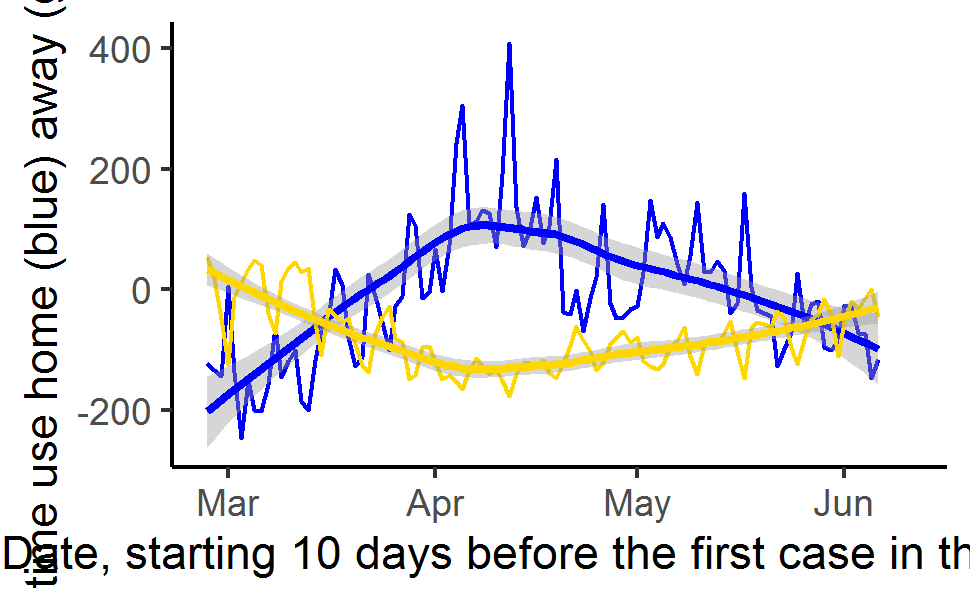 time use home (blue) away (
400
200
0
-200
Mar Apr May Jun
Date, starting 10 days before the first case in th